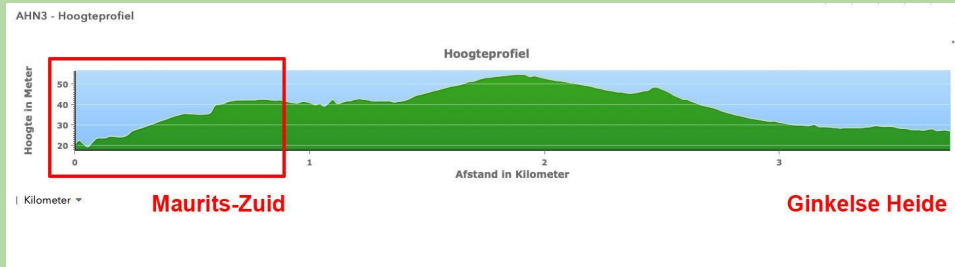 AHN3 - Hoogteprofiel
Hoogteprofiel
Hoogte in Meter
50
40
30
20
0 1 2 3
Afstand in Kilometer
| Kilometer
Maurits-Zuid Ginkelse Heide